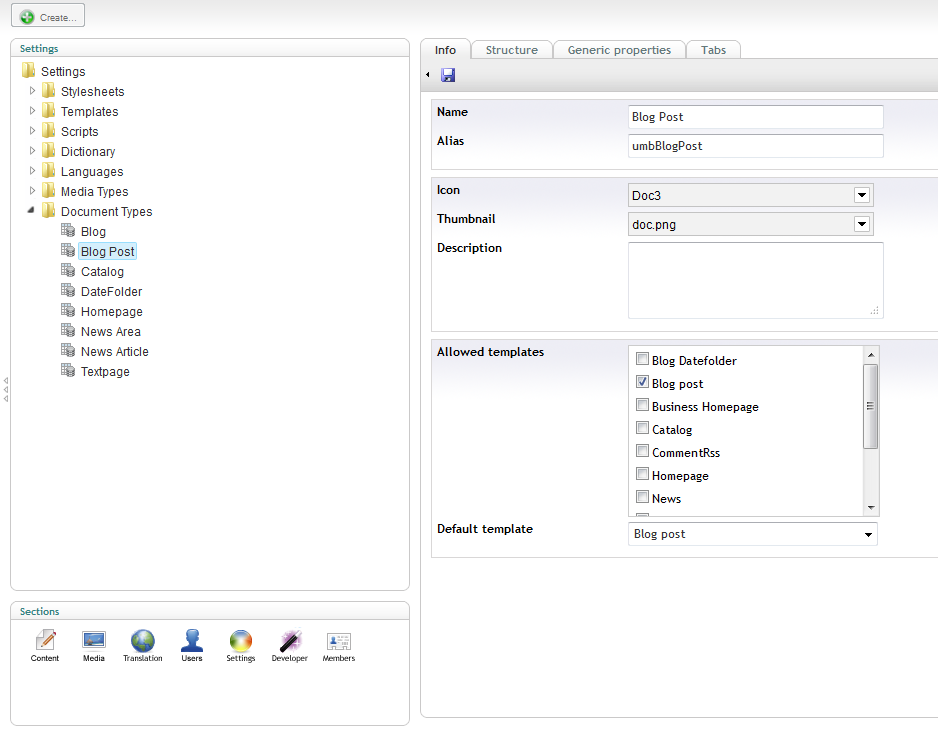 Create...
Settings
Settings
Stylesheets
Templates
Scripts
Dictionary
Languages
Media Types
Document Types
Blog
Blog Post
Catalog
DateFolder
Homepage
News Area
News Article
Textpage
Sections
Content Media Translation Users Settings Developer Members
Info Structure Generic properties Tabs
Name Blog Post
Alias umbBlogPost
Icon Doc3
Thumbnail doc.png
Description
Allowed templates
Blog Datefolder
Blog post
Business Homepage
Catalog
CommentRss
Homepage
News
Default template Blog post